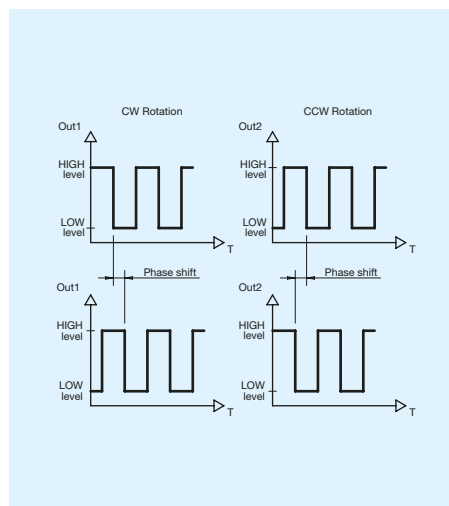 CW Rotation
CCW Rotation
Out1
Out2
HIGH
level
HIGH
level
LOW
level
LOW
level
T
T
Phase shift
Phase shift
Out1
Out2
HIGH
level
HIGH
level
LOW
level
LOW
level
T
T